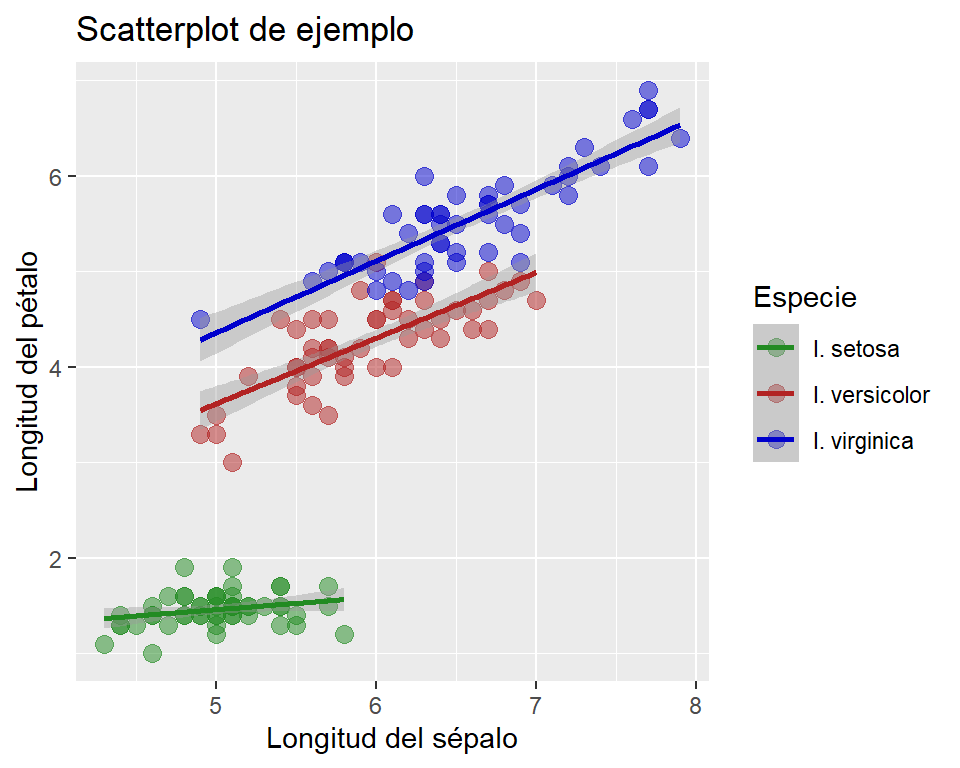 Scatterplot de ejemplo
Longitud del pétalo
6
4
2
5
6
7
8
Longitud del sépalo
Especie
I. setosa
I. versicolor
I. virginica